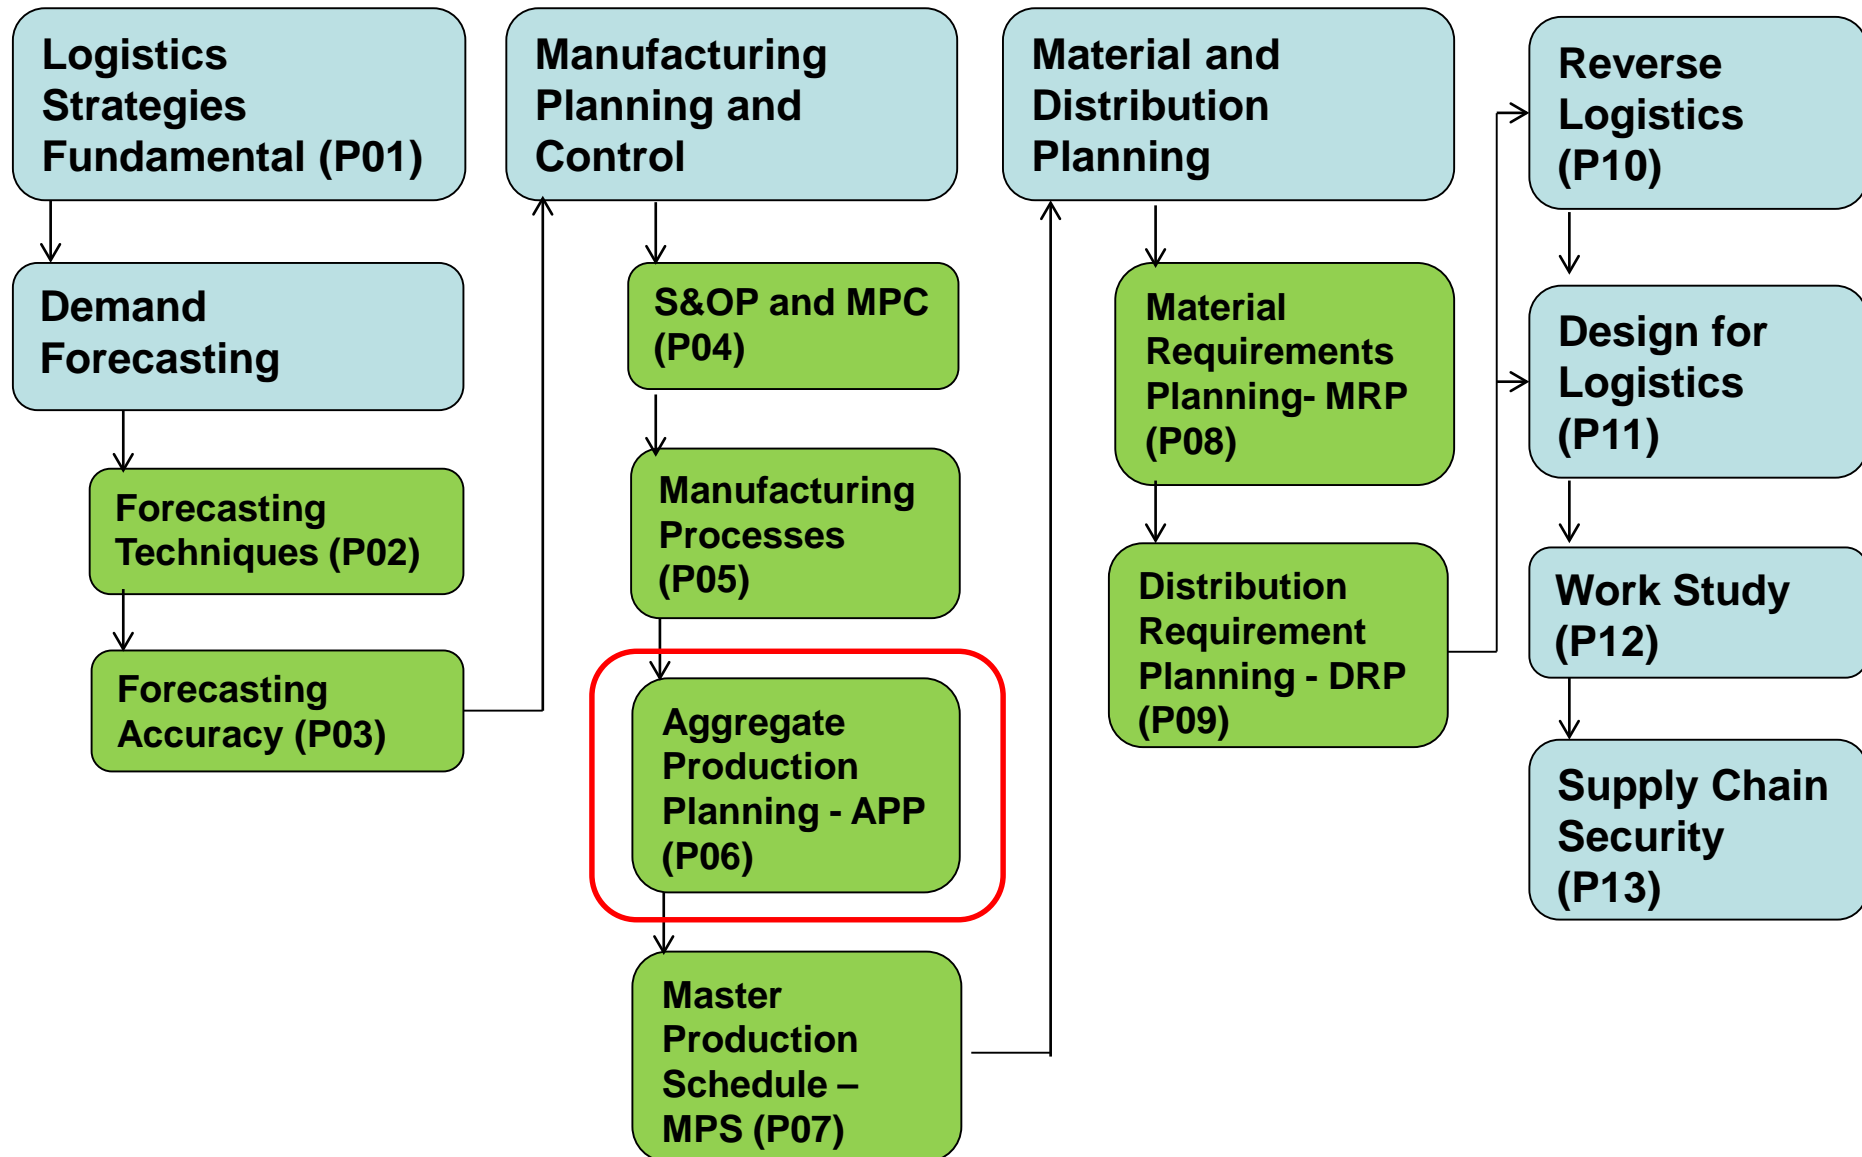 Logistics
Strategies
Fundamental (P01)
Demand
Forecasting
Forecasting
Techniques (P02)
Forecasting
Accuracy (P03)
Manufacturing
Planning and
Control
S&OP and MPC
(P04)
Manufacturing
Processes
(P05)
Aggregate
Production
Planning - APP
(P06)
Master
Production
Schedule –
MPS (P07)
Material and
Distribution
Planning
Material
Requirements
Planning- MRP
(P08)
Distribution
Requirement
Planning - DRP
(P09)
Reverse
Logistics
(P10)
Design for
Logistics
(P11)
Work Study
(P12)
Supply Chain
Security
(P13)